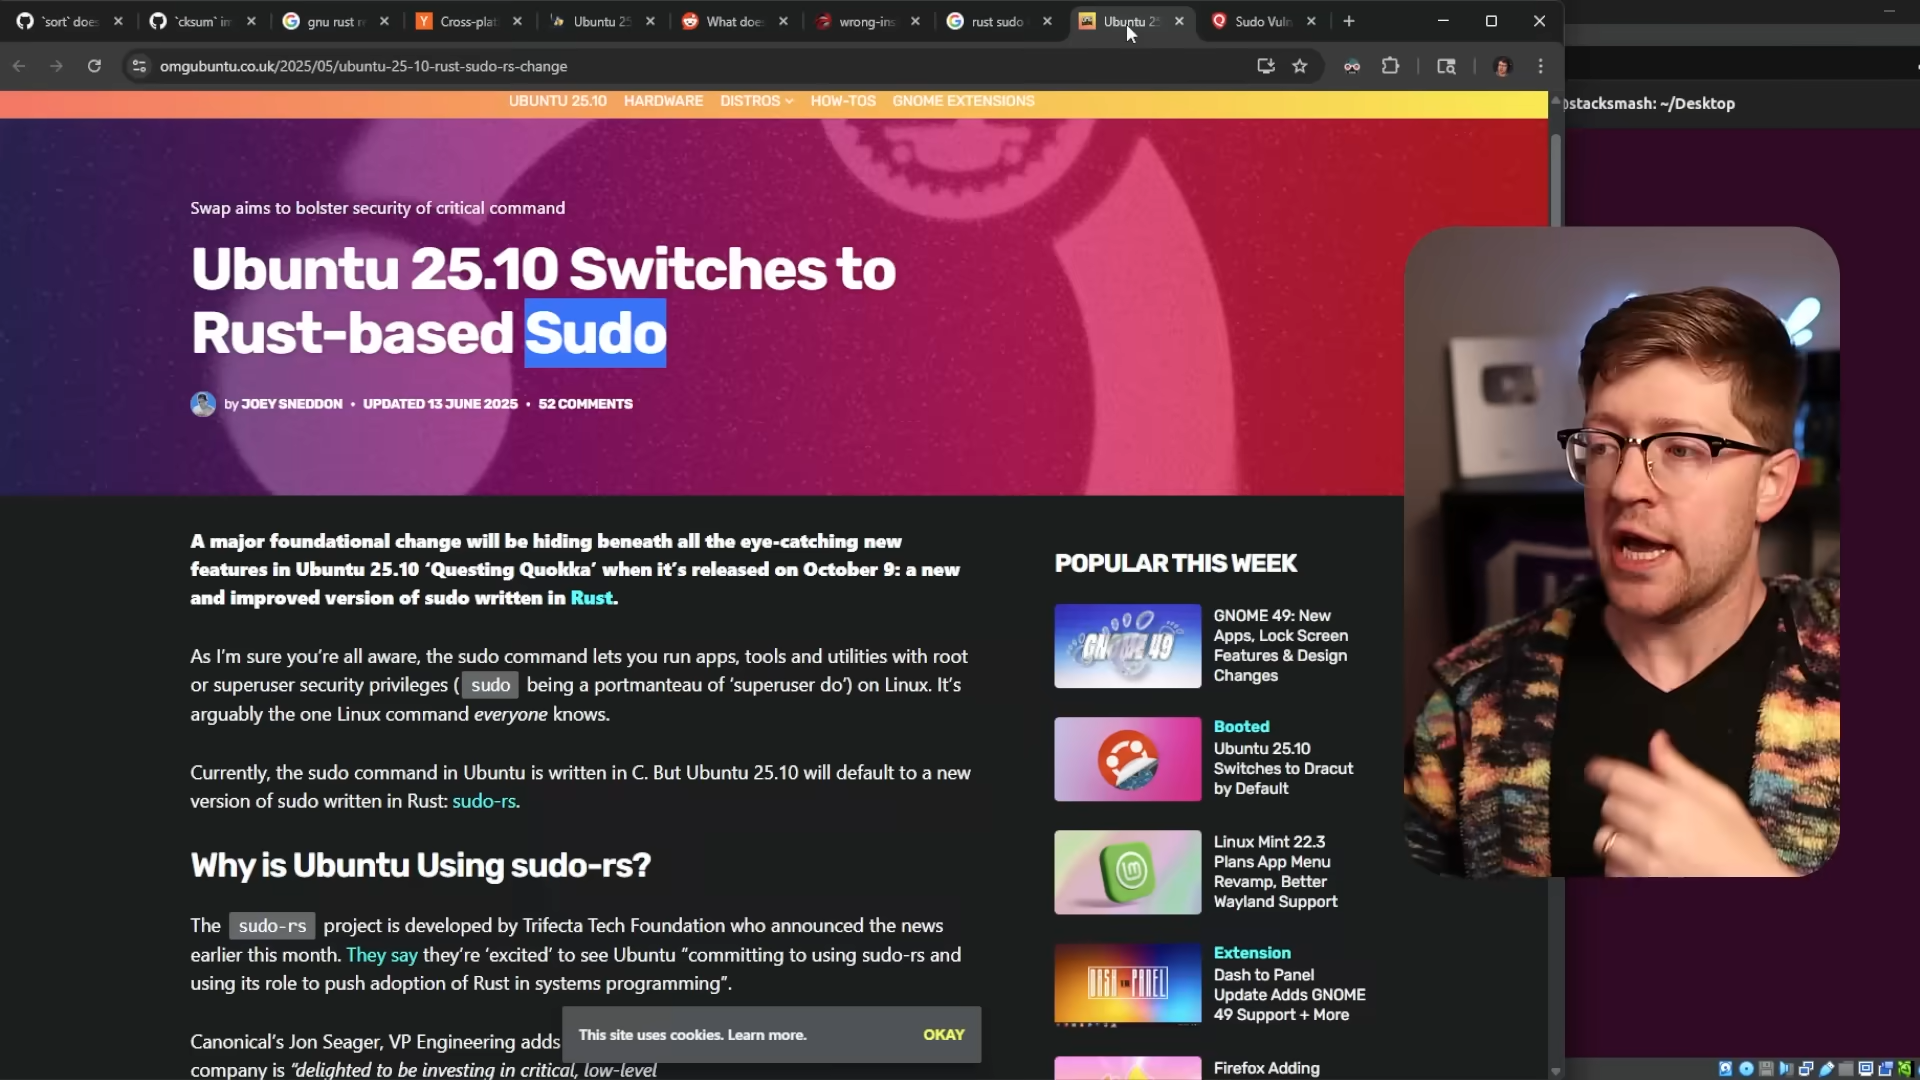 `sort` does
`cksum` in
gnu rust r
Cross-plat
Ubuntu 25
What does
wrong-ins
rust sudo
Ubuntu 25
Sudo Vuln
omgubuntu.co.uk/2025/05/ubuntu-25-10-rust-sudo-rs-change
UBUNTU 25.10 HARDWARE DISTROS HOW-TOS GNOME EXTENSIONS
stacksmash: ~/Desktop
Swap aims to bolster security of critical command
Ubuntu 25.10 Switches to
Rust-based Sudo
by JOEY SNEDDON • UPDATED 13 JUNE 2025 • 52 COMMENTS
A major foundational change will be hiding beneath all the eye-catching new
features in Ubuntu 25.10 ‘Questing Quokka’ when it’s released on October 9: a new
and improved version of sudo written in Rust.
As I’m sure you’re all aware, the sudo command lets you run apps, tools and utilities with root
or superuser security privileges ( sudo being a portmanteau of ‘superuser do’) on Linux. It’s
arguably the one Linux command everyone knows.
Currently, the sudo command in Ubuntu is written in C. But Ubuntu 25.10 will default to a new
version of sudo written in Rust: sudo-rs.
Why is Ubuntu Using sudo-rs?
The sudo-rs project is developed by Trifecta Tech Foundation who announced the news
earlier this month. They say they’re ‘excited’ to see Ubuntu “committing to using sudo-rs and
using its role to push adoption of Rust in systems programming”.
Canonical’s Jon Seager, VP Engineering adds
company is “delighted to be investing in critical, low-level
This site uses cookies. Learn more.
OKAY
POPULAR THIS WEEK
GNOME 49
GNOME 49: New
Apps, Lock Screen
Features & Design
Changes
Booted
Ubuntu 25.10
Switches to Dracut
by Default
Linux Mint 22.3
Plans App Menu
Revamp, Better
Wayland Support
DASH TO PANEL
Extension
Dash to Panel
Update Adds GNOME
49 Support + More
Firefox Adding